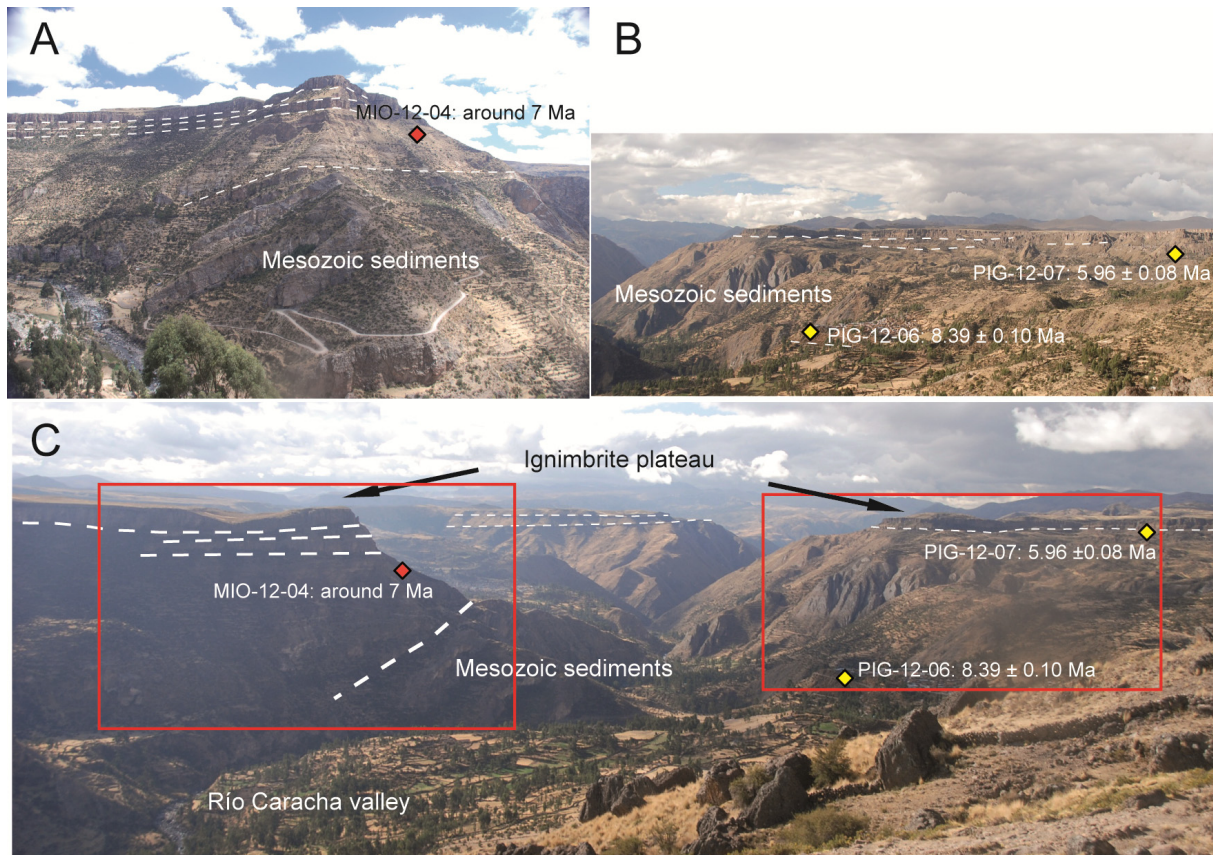 A
MIO-12-04: around 7 Ma
Mesozoic sediments
B
PIG-12-07: 5.96 ± 0.08 Ma
Mesozoic sediments
PIG-12-06: 8.39 ± 0.10 Ma
C
Ignimbrite plateau
PIG-12-07: 5.96 ±0.08 Ma
MIO-12-04: around 7 Ma
Mesozoic sediments
PIG-12-06: 8.39 ± 0.10 Ma
Río Caracha valley